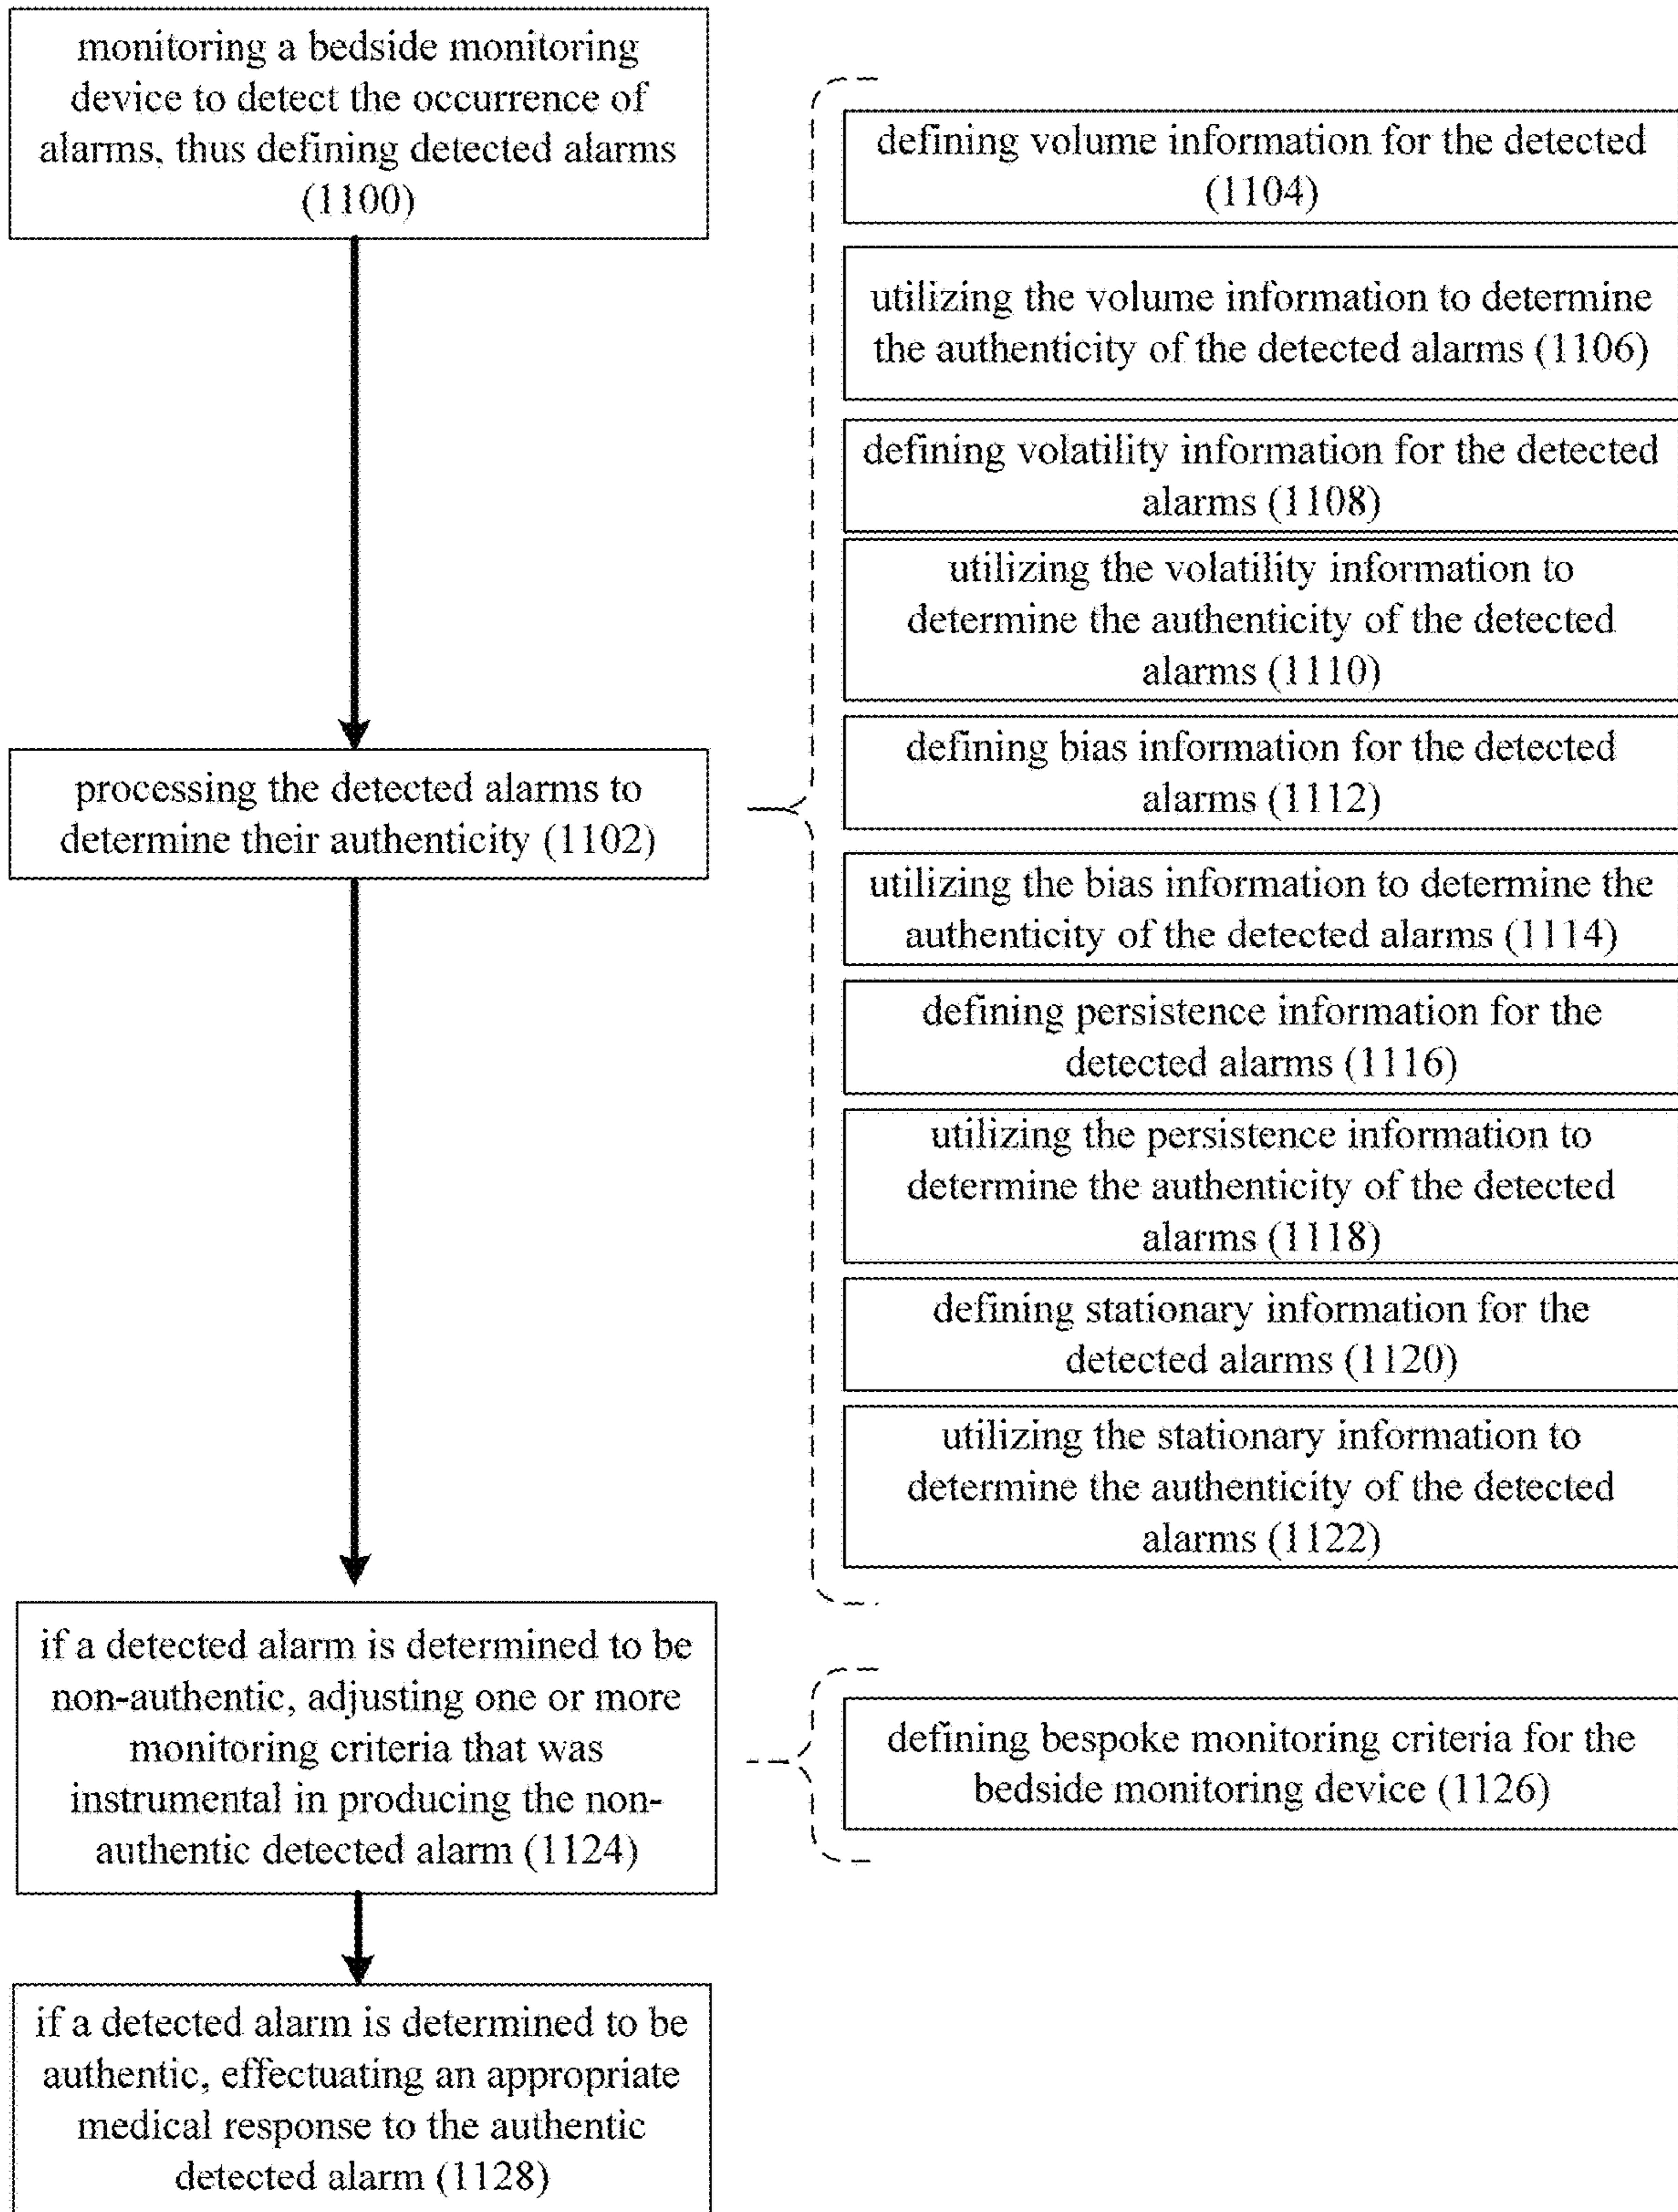 monitoring a bedside monitoring
device to detect the occurrence of
alarms, thus defining detected alarms
(1100)
processing the detected alarms to
determine their authenticity (1102)
defining volume information for the detected
(1104)
utilizing the volume information to determine
the authenticity of the detected alarms (1106)
defining volatility information for the detected
alarms (1108)
utilizing the volatility information to
determine the authenticity of the detected
alarms (1110)
defining bias information for the detected
alarms (1112)
utilizing the bias information to determine the
authenticity of the detected alarms (1114)
defining persistence information for the
detected alarms (1116)
utilizing the persistence information to
determine the authenticity of the detected
alarms (1118)
defining stationary information for the
detected alarms (1120)
utilizing the stationary information to
determine the authenticity of the detected
alarms (1122)
if a detected alarm is determined to be
non-authentic, adjusting one or more
monitoring criteria that was
instrumental in producing the non-
authentic detected alarm (1124)
defining bespoke monitoring criteria for the
bedside monitoring device (1126)
if a detected alarm is determined to be
authentic, effectuating an appropriate
medical response to the authentic
detected alarm (1128)